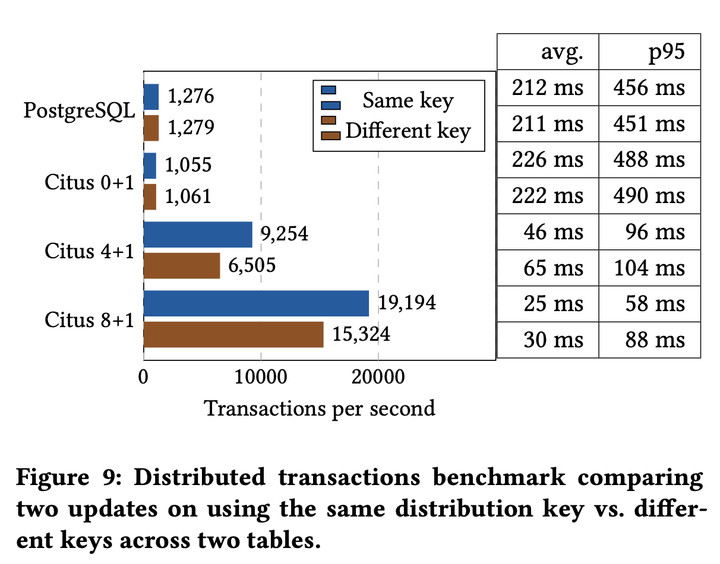 avg. p95
PostgreSQL 1,276 Same key 212 ms 456 ms
1,279 Different key 211 ms 451 ms
Citus 0+1 1,055 226 ms 488 ms
1,061 222 ms 490 ms
Citus 4+1 9,254 46 ms 96 ms
6,505 65 ms 104 ms
Citus 8+1 19,194 25 ms 58 ms
15,324 30 ms 88 ms
0 10000 20000
Transactions per second
Figure 9: Distributed transactions benchmark comparing
two updates on using the same distribution key vs. differ-
ent keys across two tables.